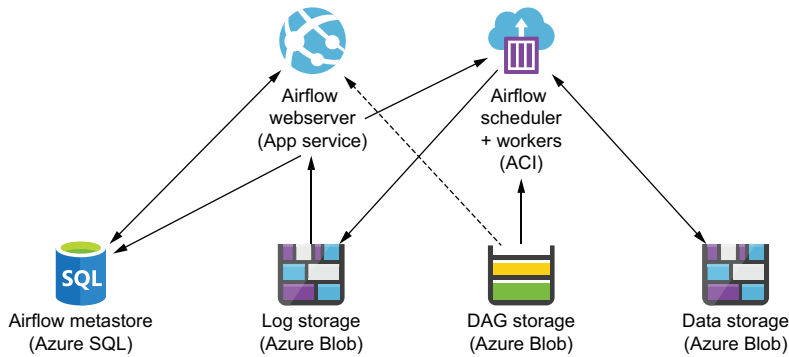 Airflow
webserver
(App service)
Airflow
scheduler
+ workers
(ACI)
SQL
Airflow metastore
(Azure SQL)
Log storage
(Azure Blob)
DAG storage
(Azure Blob)
Data storage
(Azure Blob)